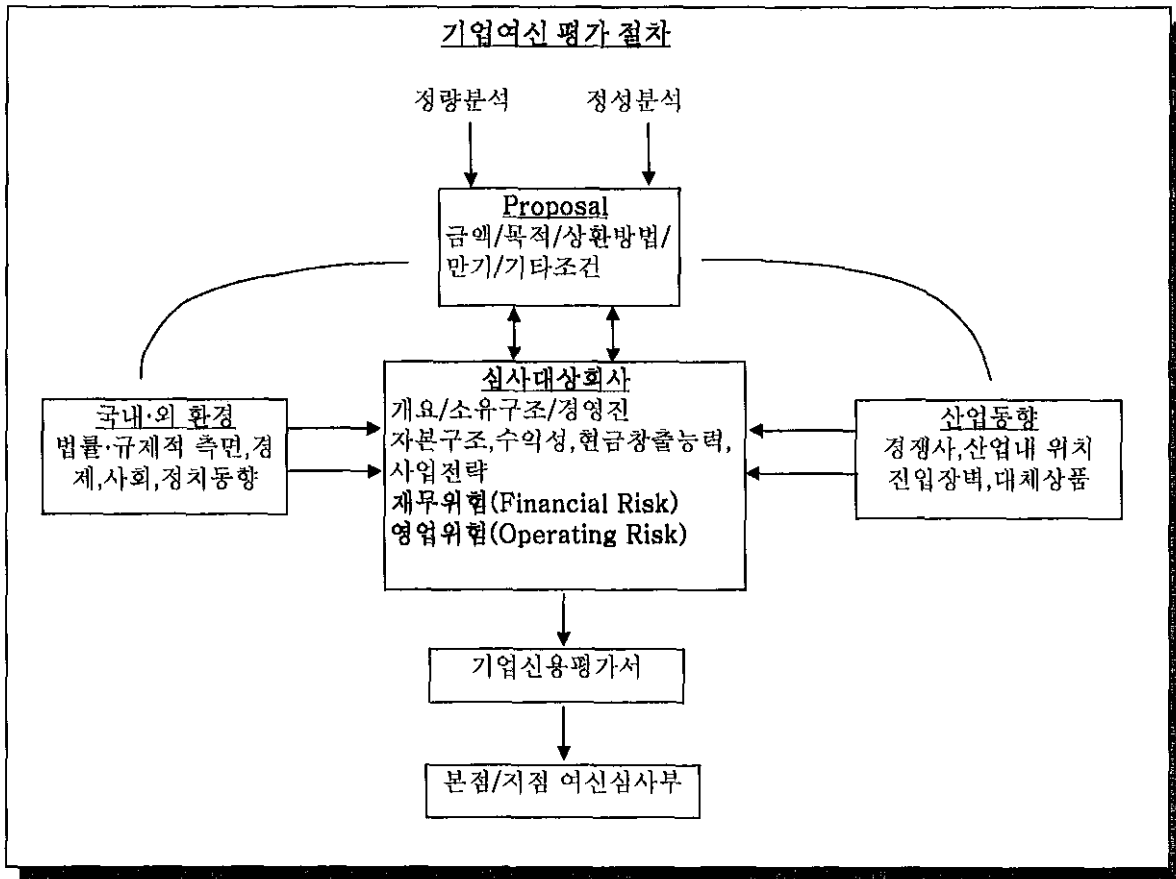 기업여신 평가 절차
정량분석
정성분석
Proposal
금액/목적/상환방법/
만기/기타조건
심사대상회사
개요/소유구조/경영진
자본구조,수익성,현금창출능력,
사업전략
재무위험(Financial Risk)
영업위험(Operating Risk)
국내·외 환경
법률·규제적 측면,경
제,사회,정치동향
산업동향
경쟁사,산업내 위치
진입장벽,대체상품
기업신용평가서
본점/지점 여신심사부